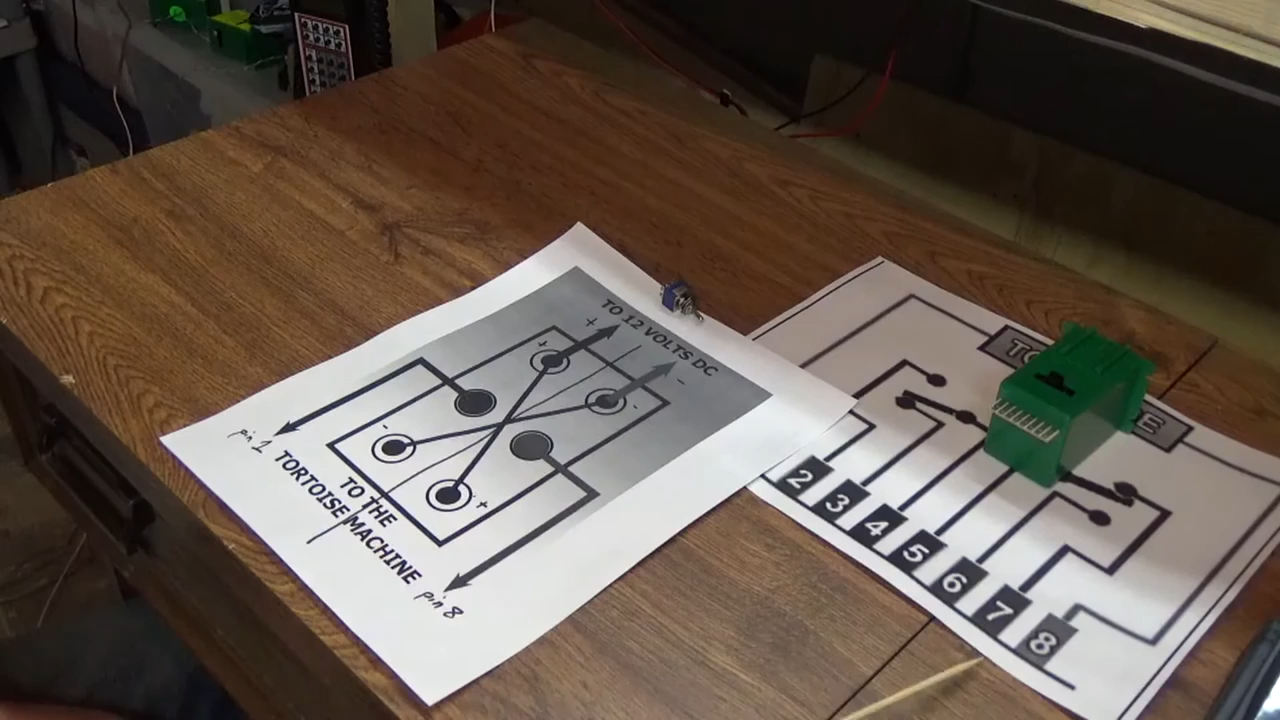 TO 12 VOLTS DC
+
-
+
-
-
+
pin 1
TO THE
TORTOISE MACHINE
pin 8
TO
E
2
3
4
5
6
7
8